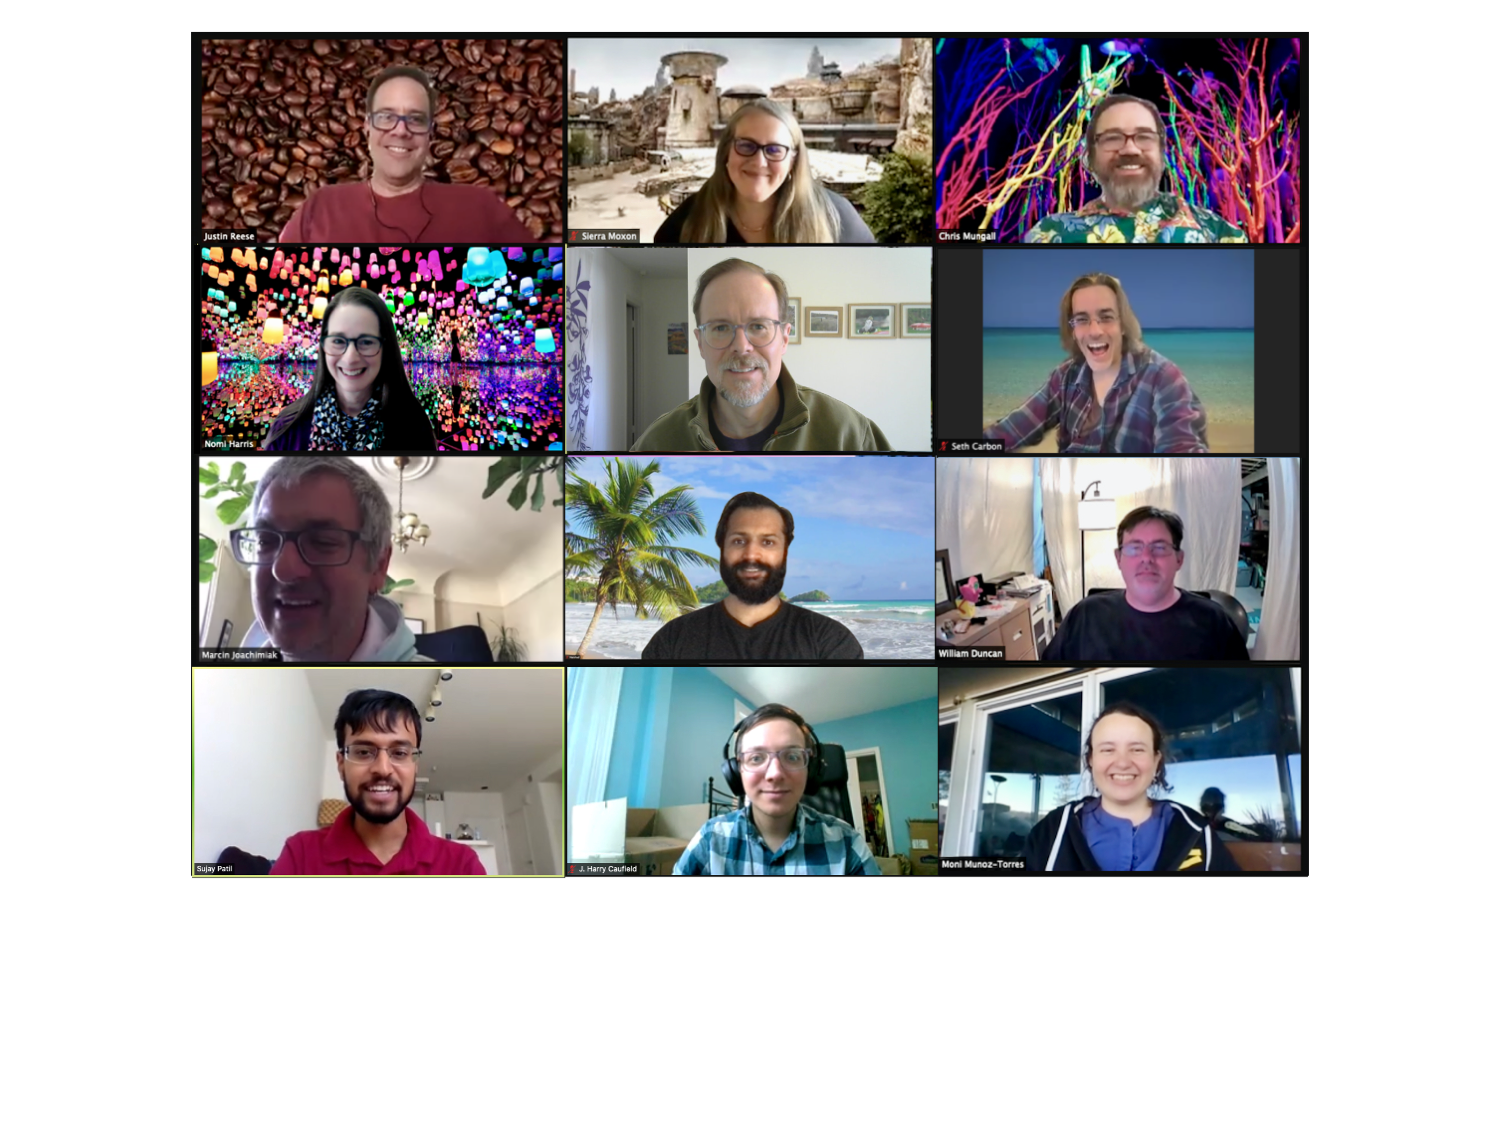 Justin Reese
Sierra Moxon
Chris Mungall
Nomi Harris
Seth Carbon
Marcin Joachimiak
William Duncan
Sujay Patil
J. Harry Caufield
Moni Munoz-Torres